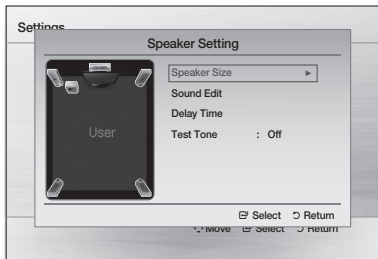 Settings
Speaker Setting
Speaker Size ►
Sound Edit
Delay Time
Test Tone : Off
User
Select Return
Move Select Return